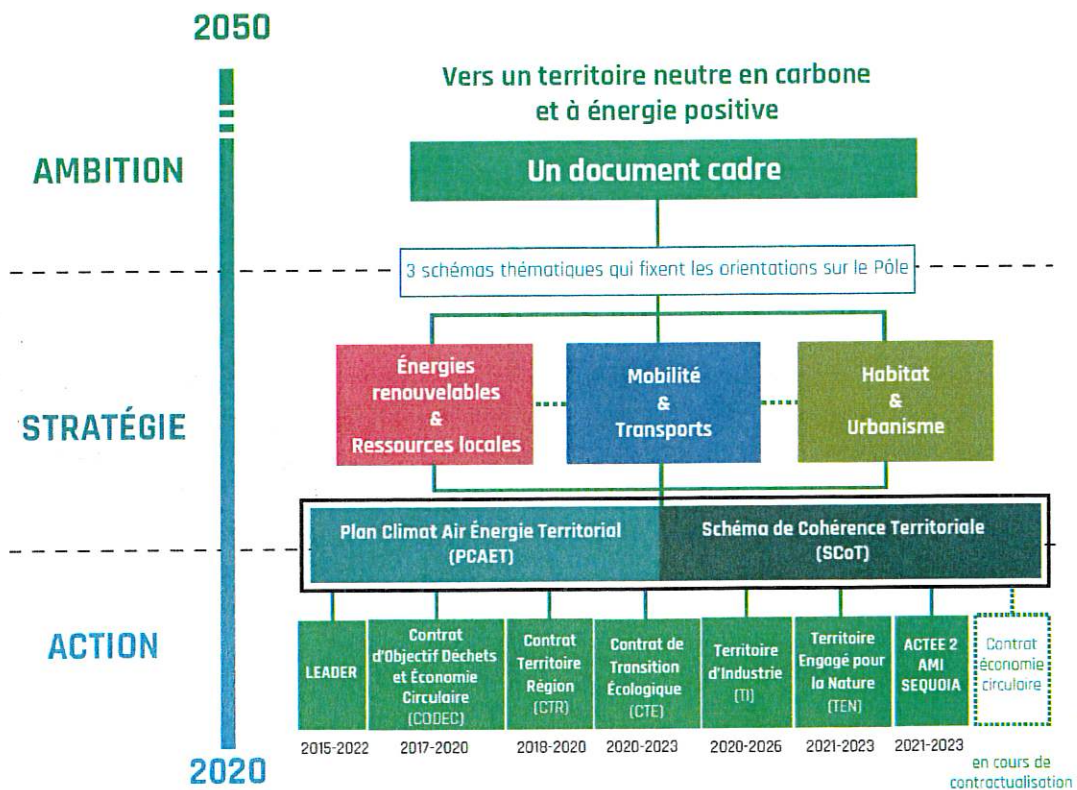 2050
Vers un territoire neutre en carbone
et à énergie positive
AMBITION
Un document cadre
3 schémas thématiques qui fixent les orientations sur le Pôle
STRATÉGIE
Énergies
renouvelables
&
Ressources locales
Mobilité
&
Transports
Habitat
&
Urbanisme
Plan Climat Air Énergie Territorial
(PCAET)
Schéma de Cohérence Territoriale
(SCoT)
ACTION
LEADER
Contrat
d'Objectif Déchets
et Économie
Circulaire
(CODEC)
Contrat
Territoire
Région
(CTR)
Contrat de
Transition
Écologique
(CTE)
Territoire
d'Industrie
(TI)
Territoire
Engagé pour
la Nature
(TEN)
ACTEE 2
AMI
SEQUOIA
Contrat
économie
circulaire
2015-2022
2017-2020
2018-2020
2020-2023
2020-2026
2021-2023
2021-2023
en cours de
contractualisation
2020